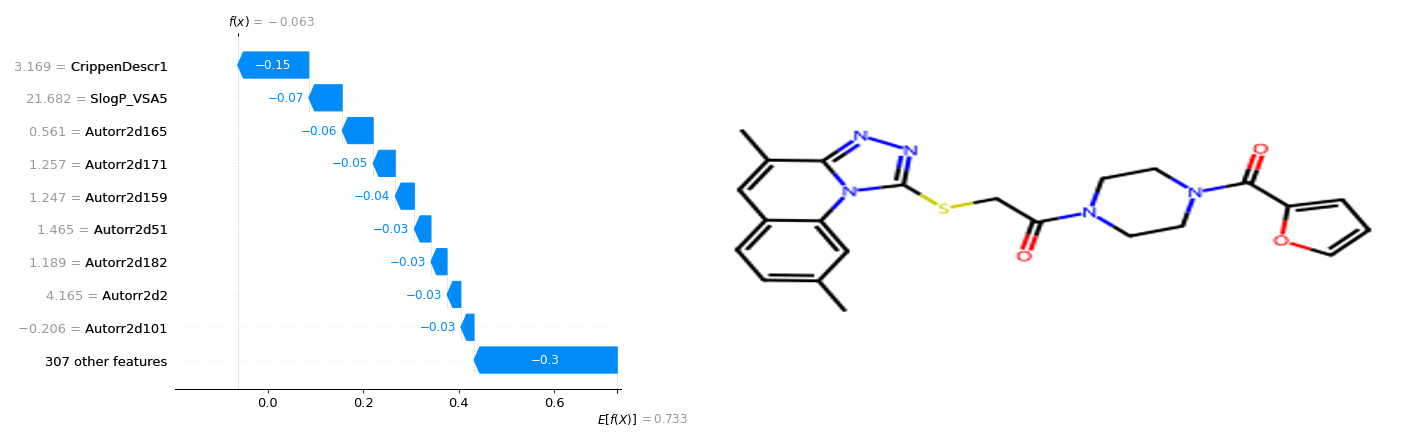 f(x) = −0.063
3.169 = CrippenDescr1
−0.15
21.682 = SlogP_VSA5
−0.07
0.561 = Autorr2d165
−0.06
1.257 = Autorr2d171
−0.05
1.247 = Autorr2d159
−0.04
1.465 = Autorr2d51
−0.03
1.189 = Autorr2d182
−0.03
4.165 = Autorr2d2
−0.03
−0.206 = Autorr2d101
−0.03
307 other features
−0.3
0.0 0.2 0.4 0.6
E[f(X)] = 0.733
N
N
N
S
O
N
N
O
O